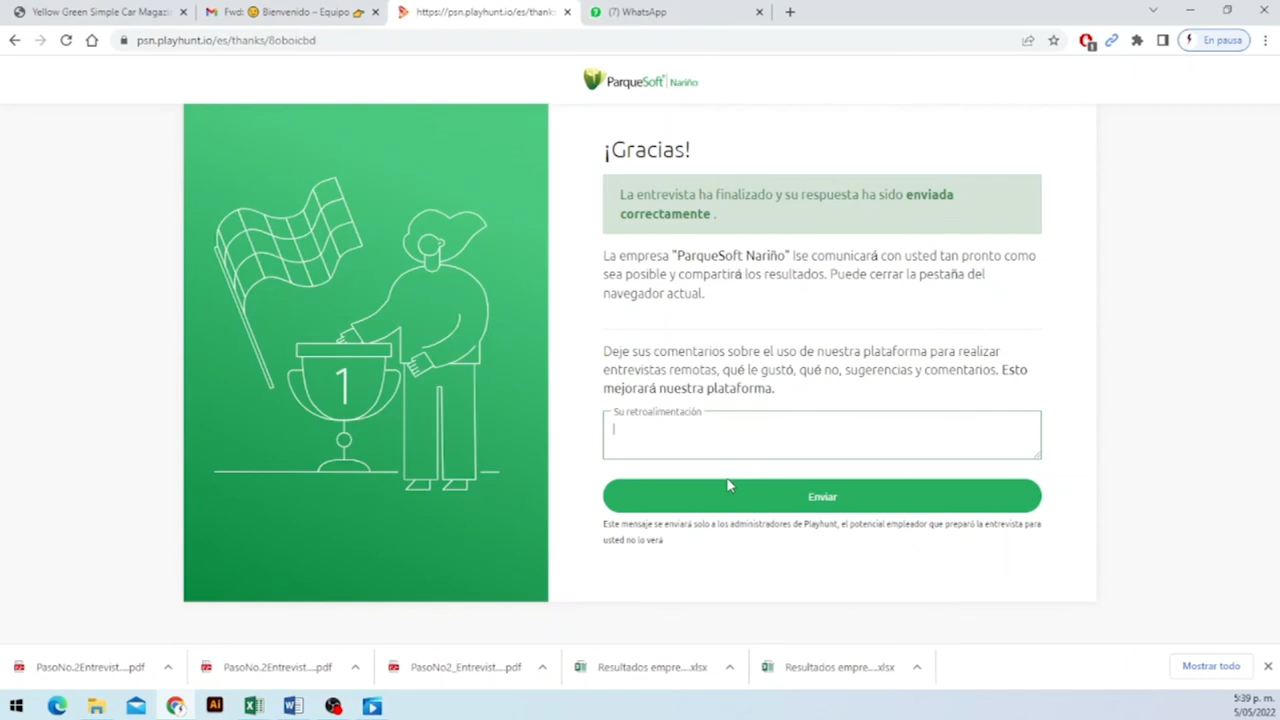 Yellow Green Simple Car Magazi
Fwd: 😊 Bienvenido – Equipo 👉
https://psn.playhunt.io/es/thanks
(7) WhatsApp
psn.playhunt.io/es/thanks/8oboicbd
1
En pausa
ParqueSoft | Nariño
¡Gracias!
La entrevista ha finalizado y su respuesta ha sido enviada
correctamente .
La empresa "ParqueSoft Nariño" lse comunicará con usted tan pronto como
sea posible y compartirá los resultados. Puede cerrar la pestaña del
navegador actual.
1
Deje sus comentarios sobre el uso de nuestra plataforma para realizar
entrevistas remotas, qué le gustó, qué no, sugerencias y comentarios. Esto
mejorará nuestra plataforma.
Su retroalimentación
Enviar
Este mensaje se enviará solo a los administradores de Playhunt, el potencial empleador que preparó la entrevista para
usted no lo verá
PasoNo.2Entrevist....pdf
PasoNo.2Entrevist....pdf
PasoNo2_Entrevist....pdf
Resultados empre....xlsx
Resultados empre....xlsx
Mostrar todo
5:39 p. m.
5/05/2022